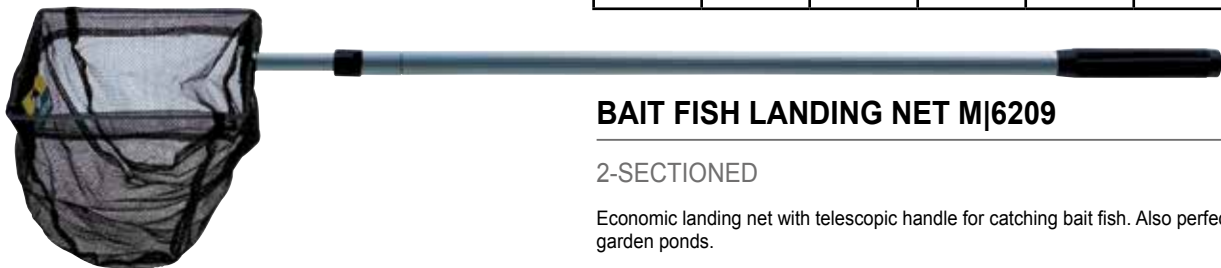 BAIT FISH LANDING NET M|6209
2-SECTIONED
Economic landing net with telescopic handle for catching bait fish. Also
garden ponds.